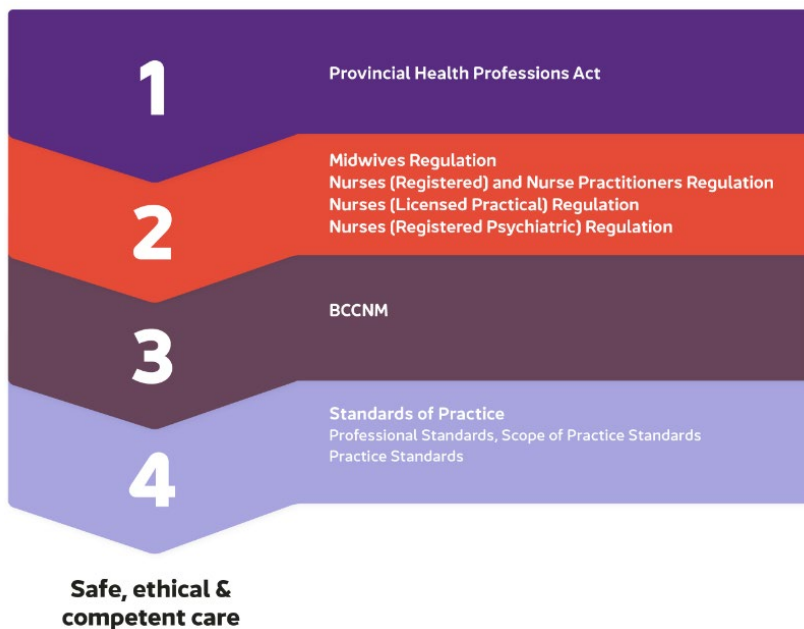 1
Provincial Health Professions Act
2
Midwives Regulation
Nurses (Registered) and Nurse Practitioners Regulation
Nurses (Licensed Practical) Regulation
Nurses (Registered Psychiatric) Regulation
3
BCCNM
4
Standards of Practice
Professional Standards, Scope of Practice Standards
Practice Standards
Safe, ethical &
competent care